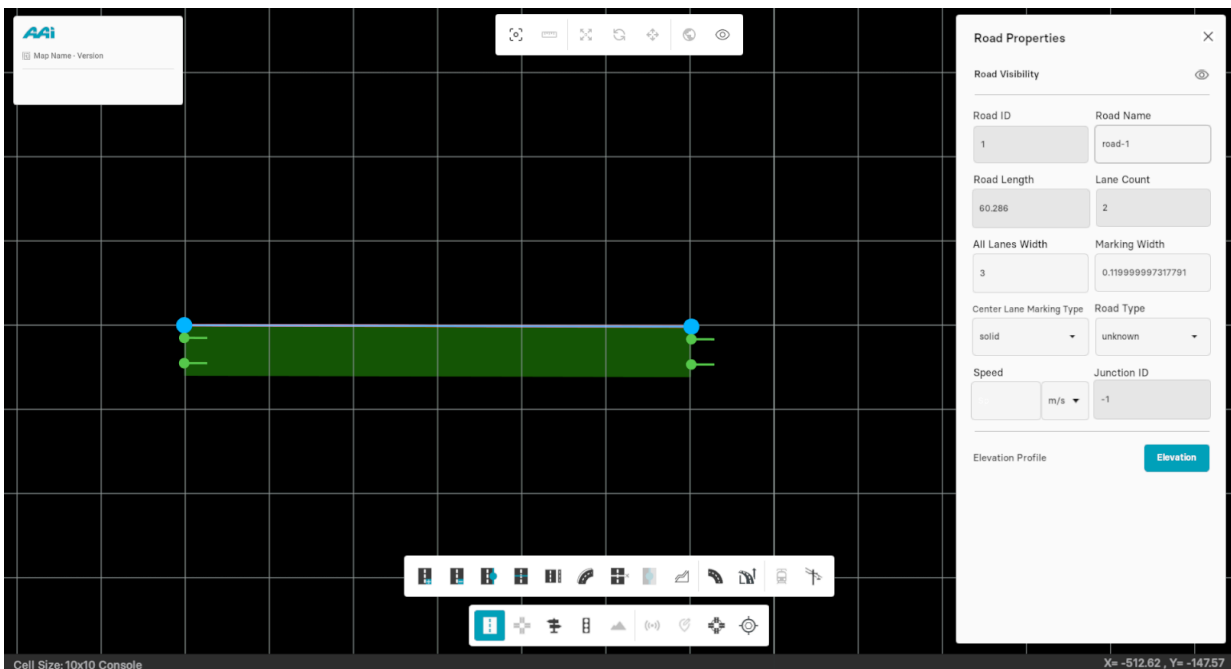 AAi
Map Name - Version
Road Properties
Road Visibility
Road ID
Road Name
1
road-1
Road Length
Lane Count
60.286
2
All Lanes Width
Marking Width
3
0.119999997317791
Center Lane Marking Type
Road Type
solid
unknown
Speed
Junction ID
m/s
-1
Elevation Profile
Elevation
Cell Size: 10x10 Console
X= -512.62 , Y= -147.57